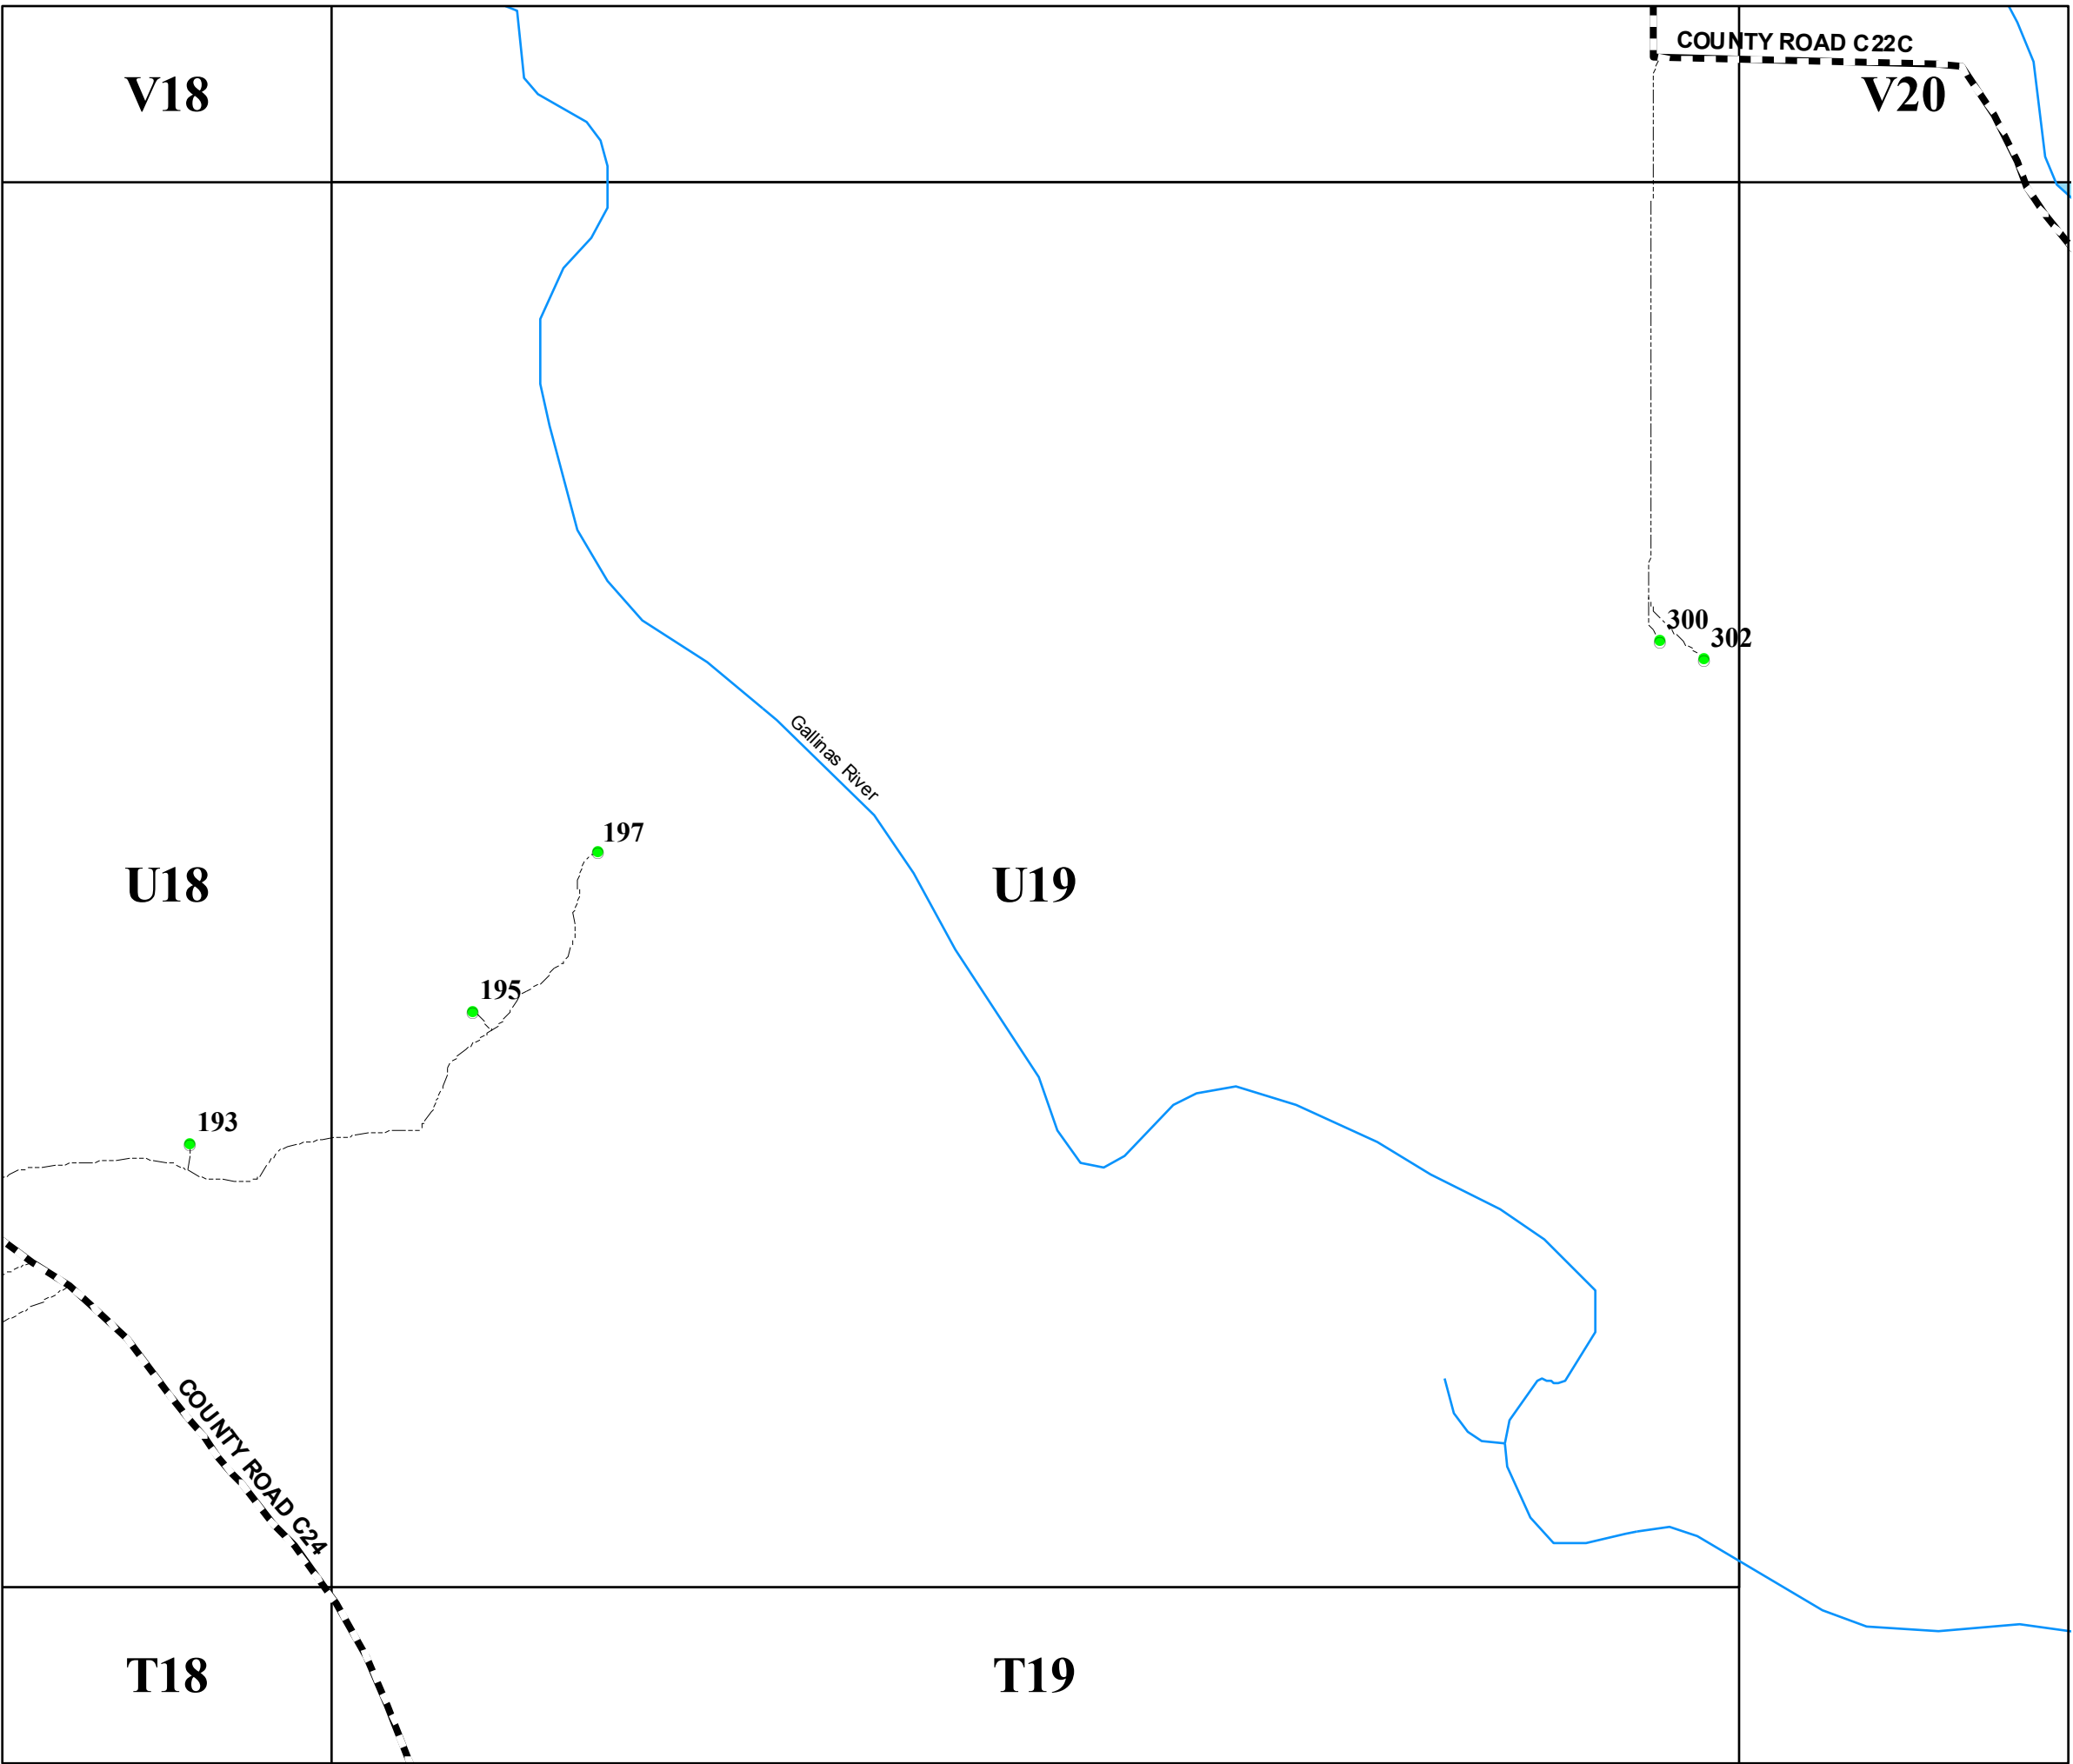 COUNTY ROAD C22C
V18
V20
300
302
Gallinas River
197
U18
U19
195
193
COUNTY ROAD C24
T18
T19